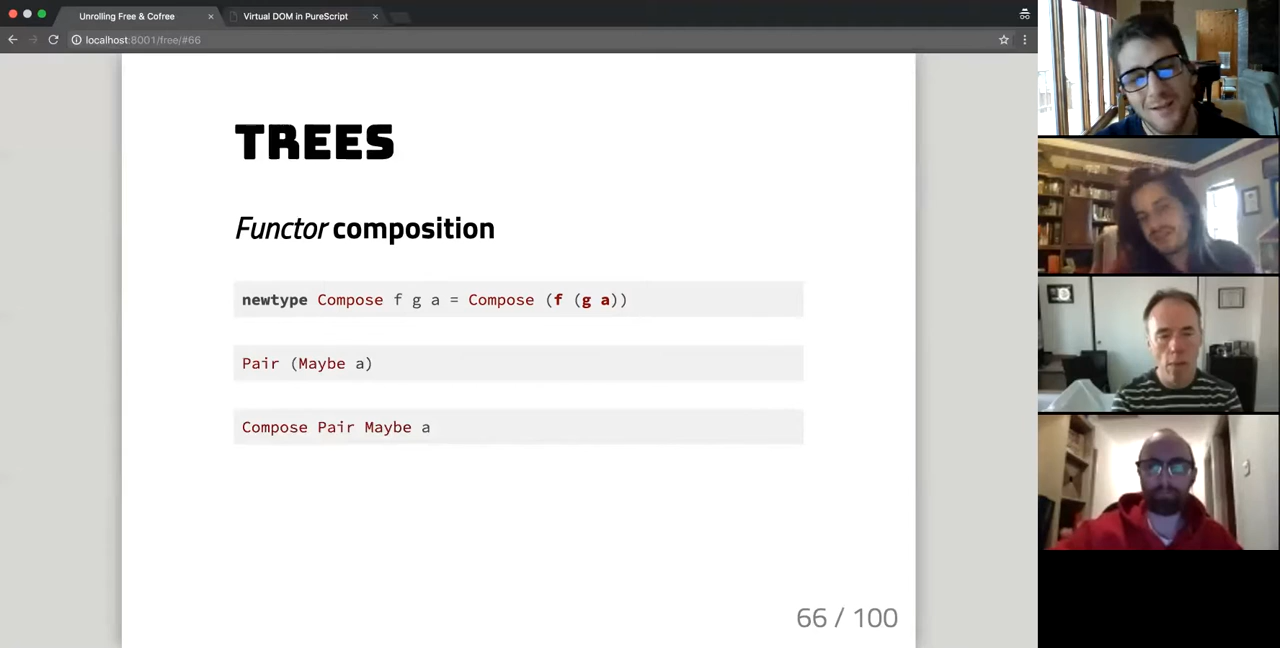 Unrolling Free & Cofree
Virtual DOM in PureScript
localhost:8001/free/#66
TREES
Functor composition
newtype Compose f g a = Compose (f (g a))
Pair (Maybe a)
Compose Pair Maybe a
66 / 100